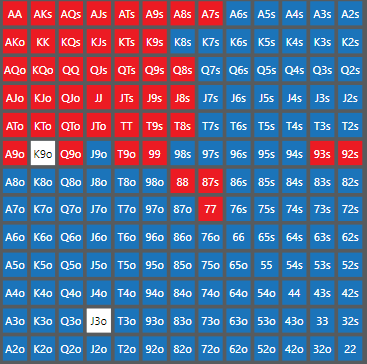 AA AKs AQs AJs ATs A9s A8s A7s A6s A5s A4s A3s A2s
AKo KK KQs KJs KTs K9s K8s K7s K6s K5s K4s K3s K2s
AQo KQo QQ QJs QTs Q9s Q8s Q7s Q6s Q5s Q4s Q3s Q2s
AJo KJo QJo JJ JTs J9s J8s J7s J6s J5s J4s J3s J2s
ATo KTo QTo JTo TT T9s T8s T7s T6s T5s T4s T3s T2s
A9o K9o Q9o J9o T9o 99 98s 97s 96s 95s 94s 93s 92s
A8o K8o Q8o J8o T8o 98o 88 87s 86s 85s 84s 83s 82s
A7o K7o Q7o J7o T7o 97o 87o 77 76s 75s 74s 73s 72s
A6o K6o Q6o J6o T6o 96o 86o 76o 66 65s 64s 63s 62s
A5o K5o Q5o J5o T5o 95o 85o 75o 65o 55 54s 53s 52s
A4o K4o Q4o J4o T4o 94o 84o 74o 64o 54o 44 43s 42s
A3o K3o Q3o J3o T3o 93o 83o 73o 63o 53o 43o 33 32s
A2o K2o Q2o J2o T2o 92o 82o 72o 62o 52o 42o 32o 22